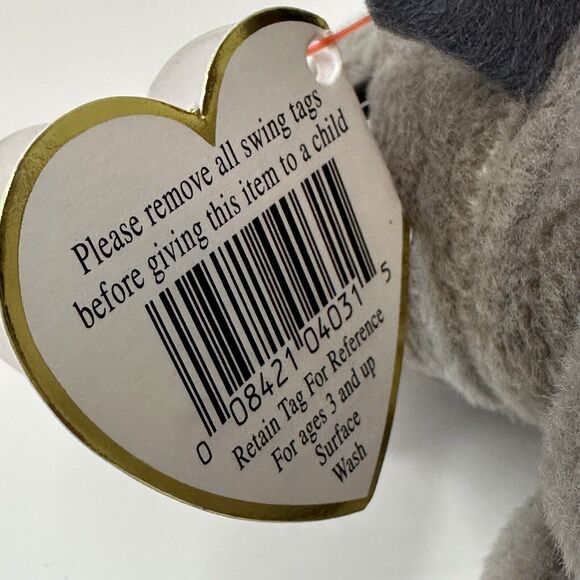 Please remove all swing tags
before giving this item to a child
0 08421 04031 5
Retain Tag For Reference
For ages 3 and up
Surface
Wash